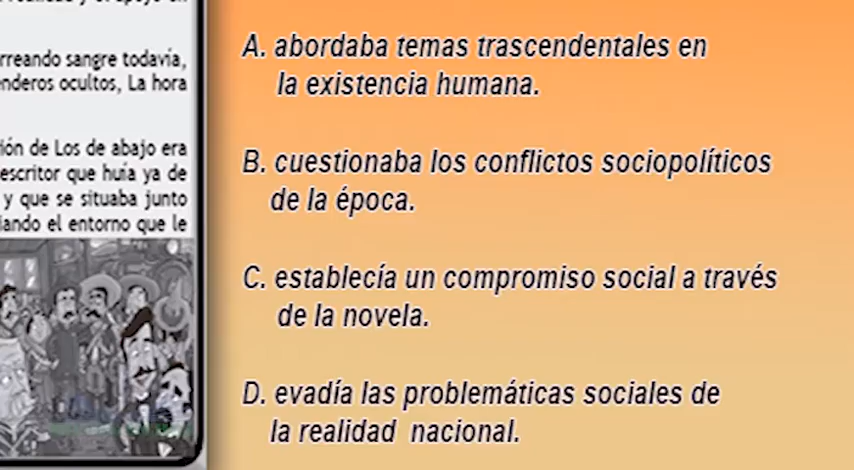 rreando sangre todavía,
nderos ocultos, La hora
ión de Los de abajo era
escritor que huía ya de
y que se situaba junto
iando el entorno que le
A. abordaba temas trascendentales en
la existencia humana.
B. cuestionaba los conflictos sociopolíticos
de la época.
C. establecía un compromiso social a través
de la novela.
D. evadía las problemáticas sociales de
la realidad nacional.